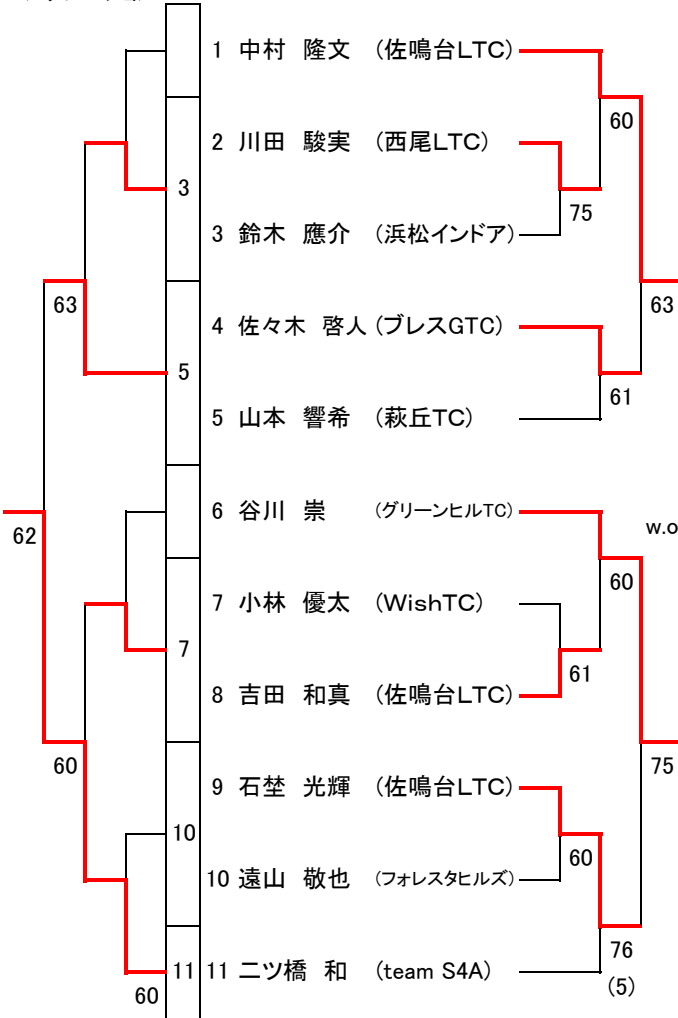 1 中村 隆文 (佐鳴台LTC)
60
2 川田 駿実 (西尾LTC)
3
75
3 鈴木 應介 (浜松インドア)
63
63
4 佐々木 啓人 (ブレスGTC)
5
61
5 山本 響希 (萩丘TC)
6 谷川 崇 (グリーンヒルTC)
62
w.o
60
7 小林 優太 (WishTC)
7
61
8 吉田 和真 (佐鳴台LTC)
60
75
9 石埜 光輝 (佐鳴台LTC)
10
60
10 遠山 敬也 (フォレスタヒルズ)
76
11 11 二ツ橋 和 (team S4A)
60
(5)